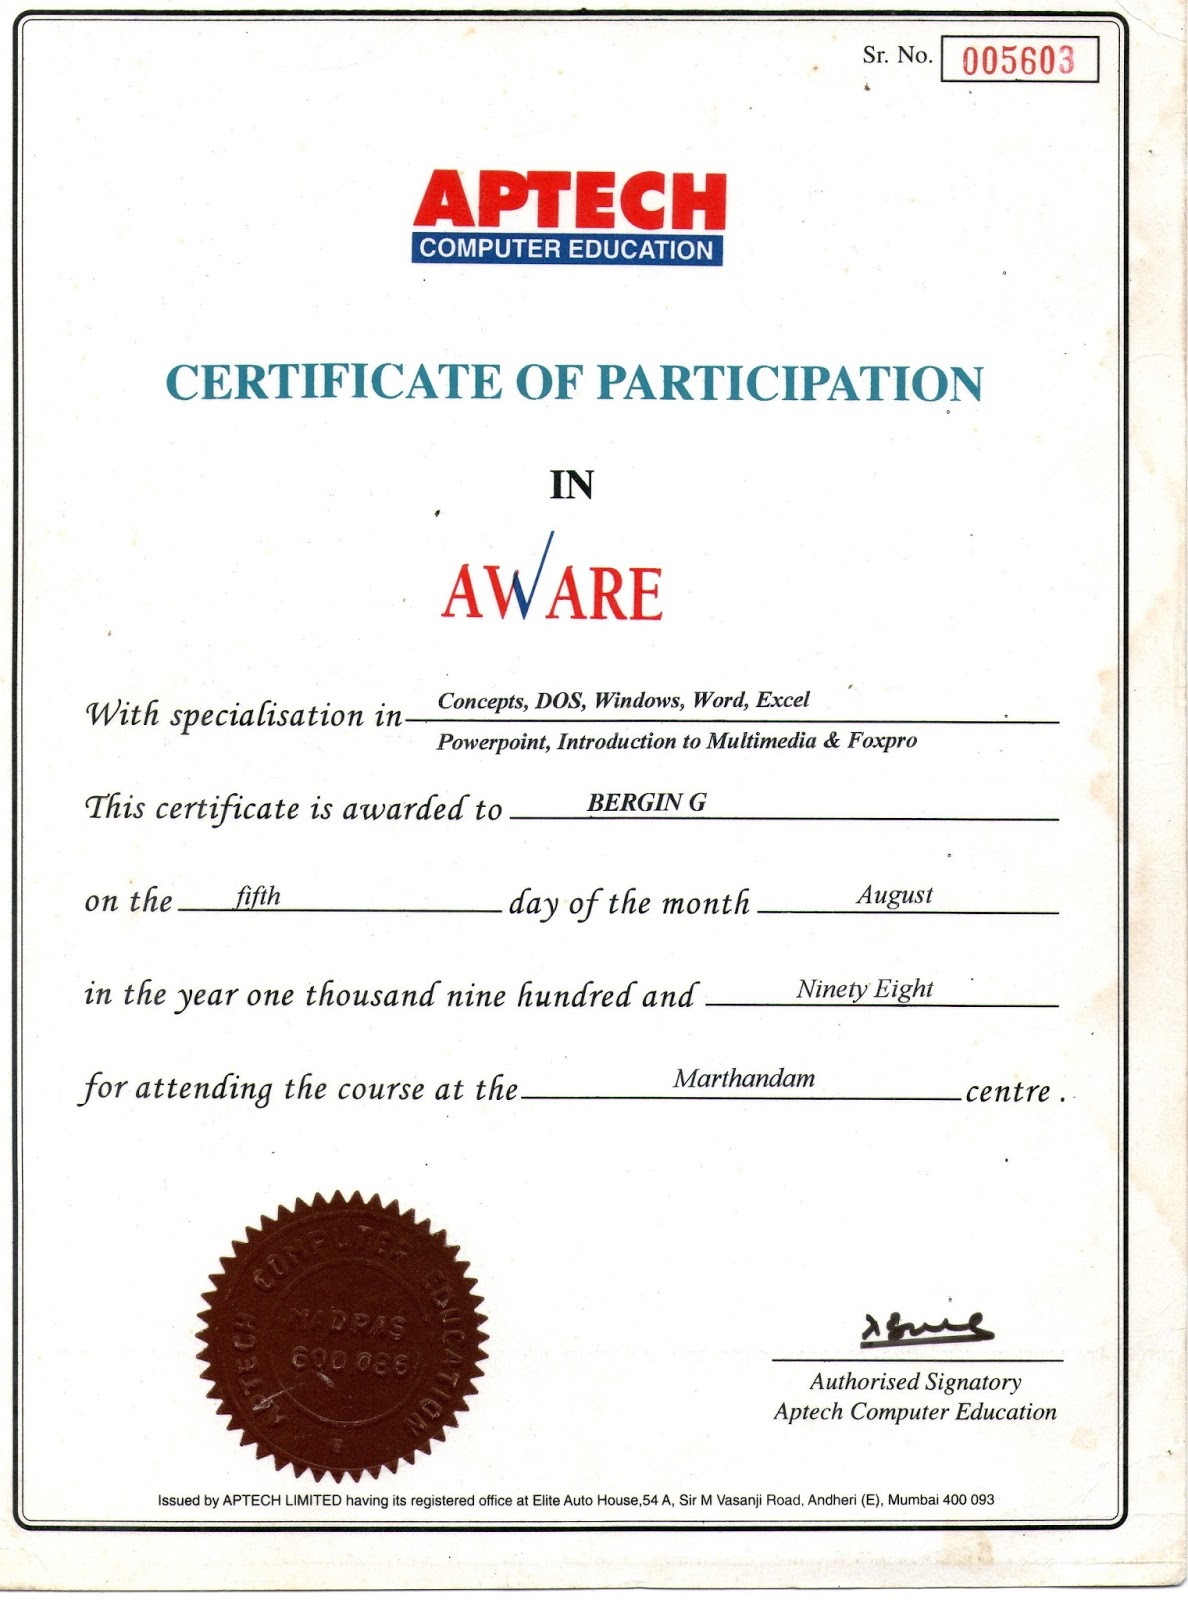 Sr. No. 005603
APTECH
COMPUTER EDUCATION
CERTIFICATE OF PARTICIPATION
IN
AWARE
With specialisation in Concepts, DOS, Windows, Word, Excel
Powerpoint, Introduction to Multimedia & Foxpro
This certificate is awarded to BERGIN G
on the fifth day of the month August
in the year one thousand nine hundred and Ninety Eight
for attending the course at the Marthandam centre .
APTECH COMPUTER EDUCATION
MADRAS
600 086
Authorised Signatory
Aptech Computer Education
Issued by APTECH LIMITED having its registered office at Elite Auto House,54 A, Sir M Vasanji Road, Andheri (E), Mumbai 400 093